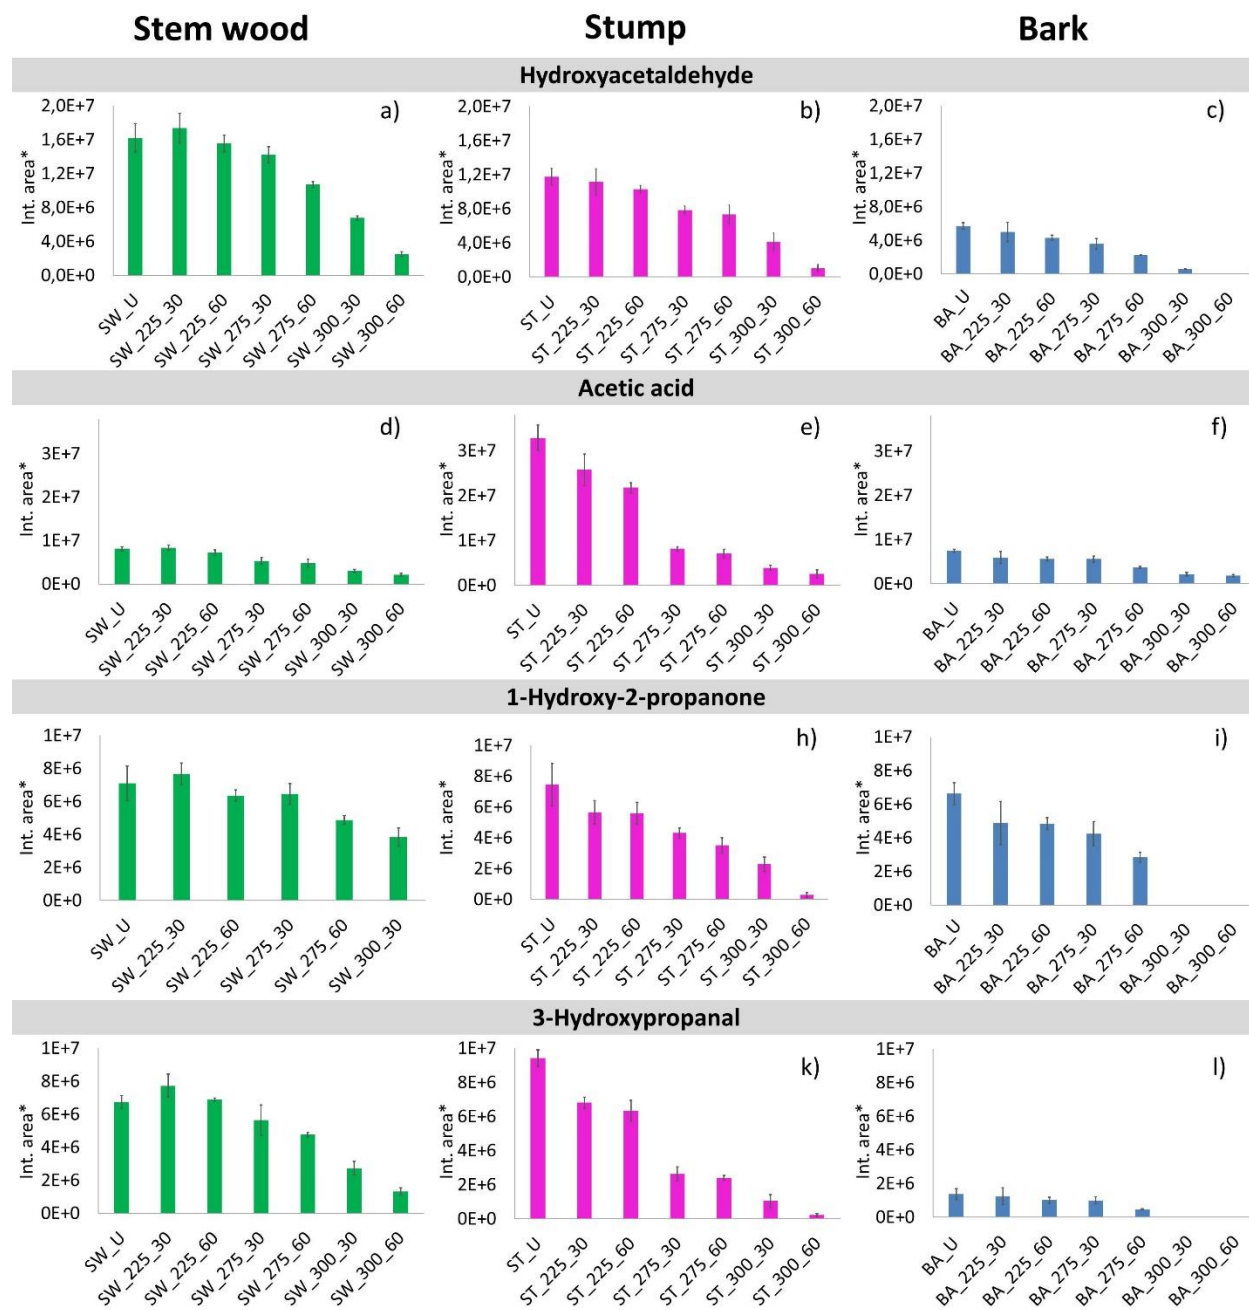 Stem wood Stump Bark
Hydroxyacetaldehyde
a) b) c)
Int. area* Int. area* Int. area*
2,0E+7 2,0E+7 2,0E+7
1,6E+7 1,6E+7 1,6E+7
1,2E+7 1,2E+7 1,2E+7
8,0E+6 8,0E+6 8,0E+6
4,0E+6 4,0E+6 4,0E+6
0,0E+0 0,0E+0 0,0E+0
SW_U SW_225_30 SW_225_60 SW_275_30 SW_275_60 SW_300_30 SW_300_60 ST_U ST_225_30 ST_225_60 ST_275_30 ST_275_60 ST_300_30 ST_300_60 BA_U BA_225_30 BA_225_60 BA_275_30 BA_275_60 BA_300_30 BA_300_60
Acetic acid
d) e) f)
Int. area* Int. area* Int. area*
3E+7 3E+7 3E+7
2E+7 2E+7 2E+7
1E+7 1E+7 1E+7
0E+0 0E+0 0E+0
SW_U SW_225_30 SW_225_60 SW_275_30 SW_275_60 SW_300_30 SW_300_60 ST_U ST_225_30 ST_225_60 ST_275_30 ST_275_60 ST_300_30 ST_300_60 BA_U BA_225_30 BA_225_60 BA_275_30 BA_275_60 BA_300_30 BA_300_60
1-Hydroxy-2-propanone
h) i)
Int. area* Int. area* Int. area*
1E+7 1E+7 1E+7
8E+6 8E+6 8E+6
6E+6 6E+6 6E+6
4E+6 4E+6 4E+6
2E+6 2E+6 2E+6
0E+0 0E+0 0E+0
SW_U SW_225_30 SW_225_60 SW_275_30 SW_275_60 SW_300_30 ST_U ST_225_30 ST_225_60 ST_275_30 ST_275_60 ST_300_30 ST_300_60 BA_U BA_225_30 BA_225_60 BA_275_30 BA_275_60 BA_300_30 BA_300_60
3-Hydroxypropanal
k) l)
Int. area* Int. area* Int. area*
1E+7 1E+7 1E+7
8E+6 8E+6 8E+6
6E+6 6E+6 6E+6
4E+6 4E+6 4E+6
2E+6 2E+6 2E+6
0E+0 0E+0 0E+0
SW_U SW_225_30 SW_225_60 SW_275_30 SW_275_60 SW_300_30 SW_300_60 ST_U ST_225_30 ST_225_60 ST_275_30 ST_275_60 ST_300_30 ST_300_60 BA_U BA_225_30 BA_225_60 BA_275_30 BA_275_60 BA_300_30 BA_300_60